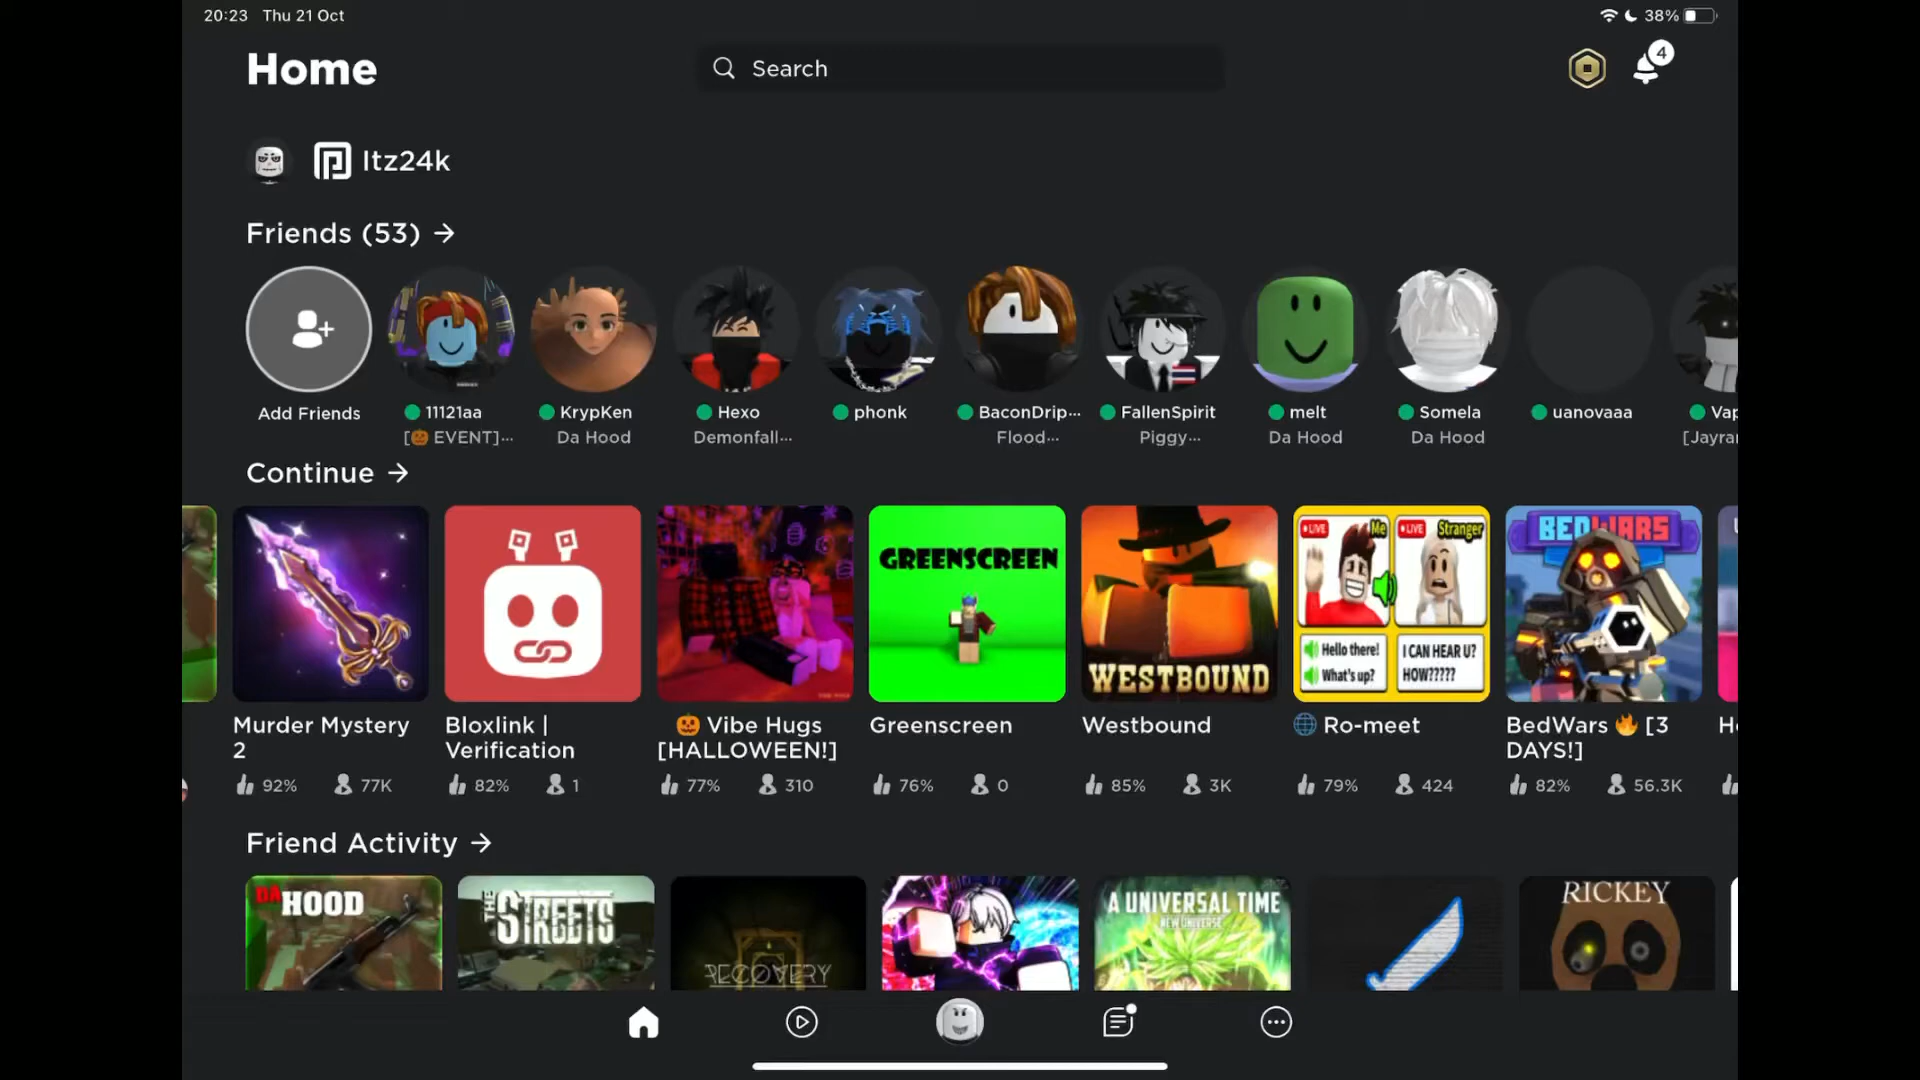 20:23 Thu 21 Oct
38%
Home
Search
4
Itz24k
Friends (53) →
Add Friends
11121aa
KrypKen
Hexo
phonk
BaconDrip...
FallenSpirit
melt
Somela
uanovaaa
Vap
[🎃 EVENT]...
Da Hood
Demonfall...
Flood...
Piggy...
Da Hood
Da Hood
[Jayra
Continue →
GREENSCREEN
WESTBOUND
LIVE Me
LIVE Stranger
Hello there!
What's up?
I CAN HEAR U?
HOW?????
BEDWARS
Murder Mystery
2
Bloxlink |
Verification
🎃 Vibe Hugs
[HALLOWEEN!]
Greenscreen
Westbound
🌐 Ro-meet
BedWars 🔥 [3
DAYS!]
92% 77K
82% 1
77% 310
76% 0
85% 3K
79% 424
82% 56.3K
Friend Activity →
DA HOOD
THE STREETS
RECOVERY
A UNIVERSAL TIME
NEW UNIVERSE
RICKEY